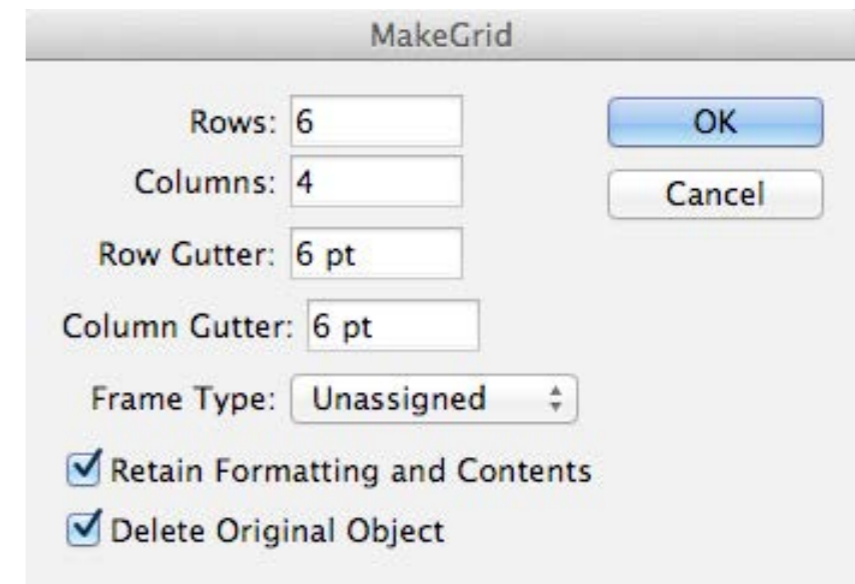 MakeGrid
Rows: 6
OK
Columns: 4
Cancel
Row Gutter: 6 pt
Column Gutter: 6 pt
Frame Type: Unassigned
Retain Formatting and Contents
Delete Original Object